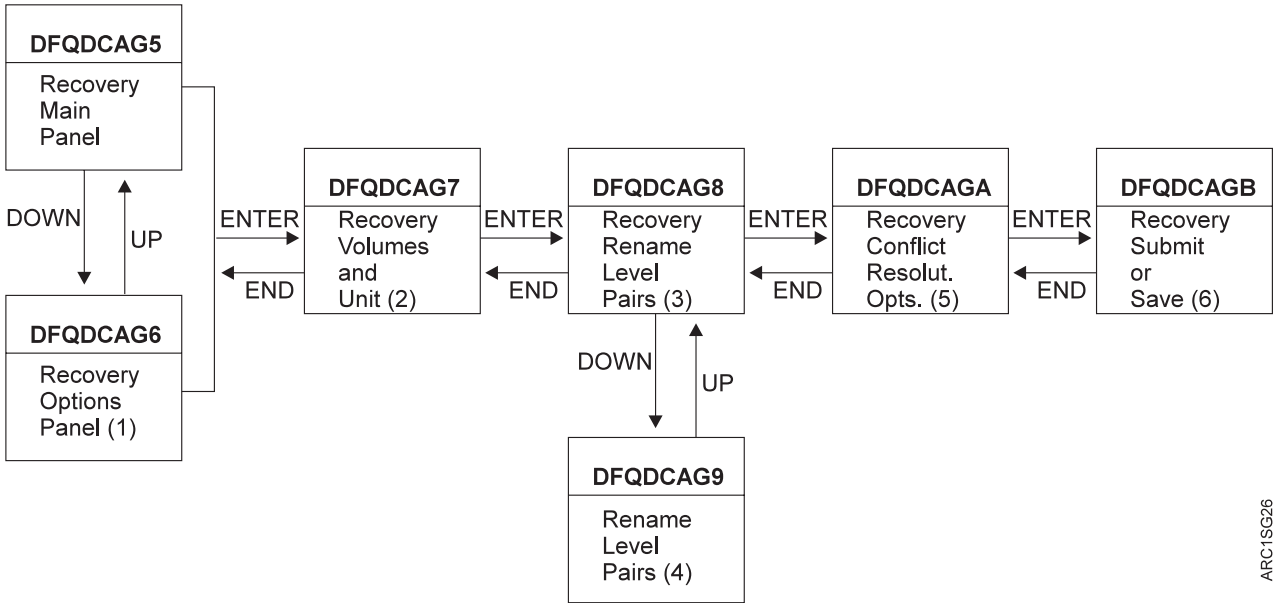 DFQDCAG5
Recovery
Main
Panel
DOWN
UP
DFQDCAG6
Recovery
Options
Panel (1)
ENTER
END
DFQDCAG7
Recovery
Volumes
and
Unit (2)
ENTER
END
DFQDCAG8
Recovery
Rename
Level
Pairs (3)
DOWN
UP
DFQDCAG9
Rename
Level
Pairs (4)
ENTER
END
DFQDCAGA
Recovery
Conflict
Resolut.
Opts. (5)
ENTER
END
DFQDCAGB
Recovery
Submit
or
Save (6)
ARC1SG26